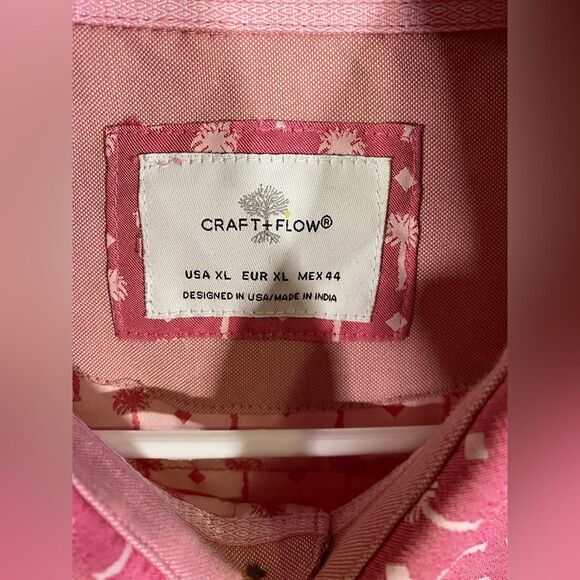 CRAFT+FLOW®
USA XL EUR XL MEX 44
DESIGNED IN USA/MADE IN INDIA